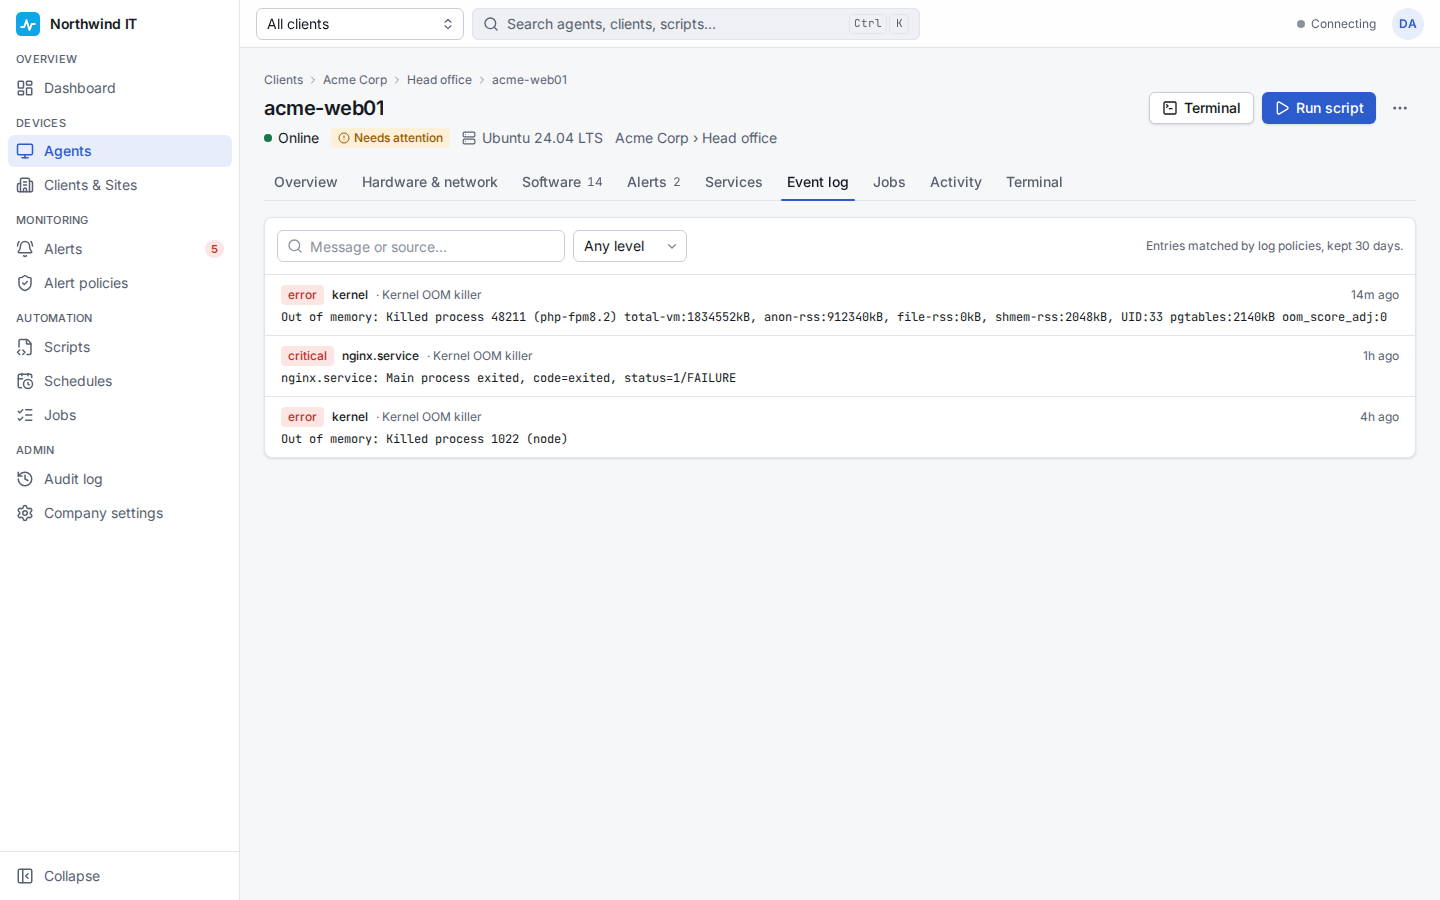 Northwind IT
All clients
Search agents, clients, scripts...
Ctrl K
Connecting
DA
OVERVIEW
Dashboard
DEVICES
Agents
Clients & Sites
MONITORING
Alerts 5
Alert policies
AUTOMATION
Scripts
Schedules
Jobs
ADMIN
Audit log
Company settings
Collapse
Clients > Acme Corp > Head office > acme-web01
acme-web01
Terminal
Run script
Online
Needs attention
Ubuntu 24.04 LTS
Acme Corp › Head office
Overview Hardware & network Software 14 Alerts 2 Services Event log Jobs Activity Terminal
Message or source...
Any level
Entries matched by log policies, kept 30 days.
error kernel · Kernel OOM killer 14m ago
Out of memory: Killed process 48211 (php-fpm8.2) total-vm:1834552kB, anon-rss:912340kB, file-rss:0kB, shmem-rss:2048kB, UID:33 pgtables:2140kB oom_score_adj:0
critical nginx.service · Kernel OOM killer 1h ago
nginx.service: Main process exited, code=exited, status=1/FAILURE
error kernel · Kernel OOM killer 4h ago
Out of memory: Killed process 1022 (node)